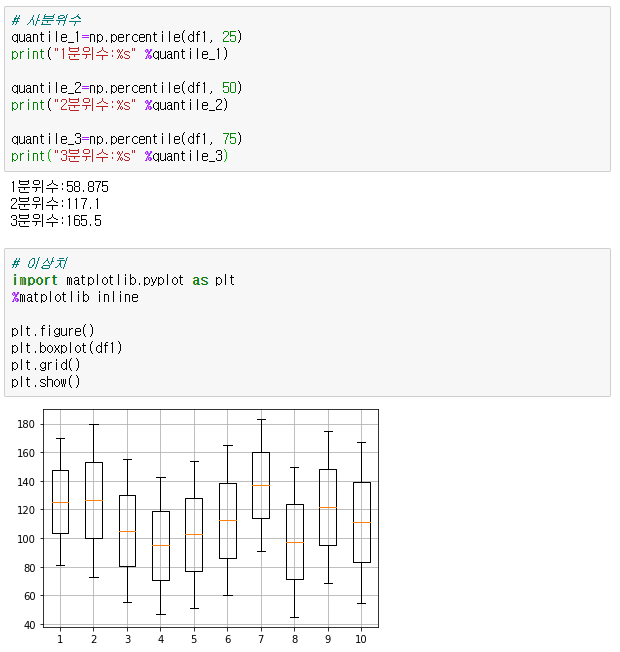 # 사분위수
quantile_1=np.percentile(df1, 25)
print("1분위수:%s" %quantile_1)
quantile_2=np.percentile(df1, 50)
print("2분위수:%s" %quantile_2)
quantile_3=np.percentile(df1, 75)
print("3분위수:%s" %quantile_3)
1분위수:58.875
2분위수:117.1
3분위수:165.5
# 이상치
import matplotlib.pyplot as plt
%matplotlib inline
plt.figure()
plt.boxplot(df1)
plt.grid()
plt.show()
180
160
140
120
100
80
60
40
1 2 3 4 5 6 7 8 9 10